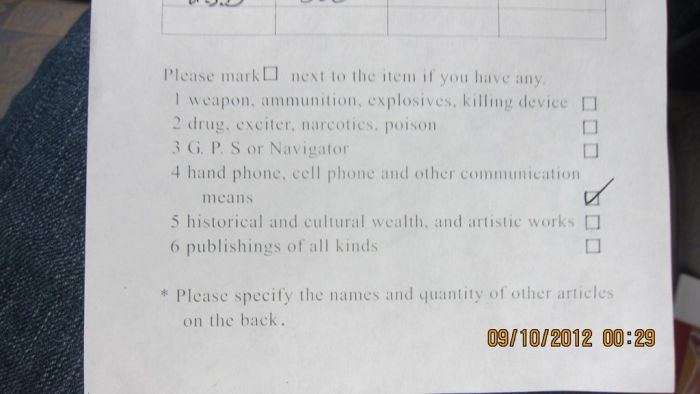 Please mark□ next to the item if you have any.
1 weapon, ammunition, explosives, killing device □
2 drug, exciter, narcotics, poison □
3 G. P. S or Navigator □
4 hand phone, cell phone and other communication
means ☑
5 historical and cultural wealth, and artistic works □
6 publishings of all kinds □
* Please specify the names and quantity of other articles
on the back.
09/10/2012 00:29